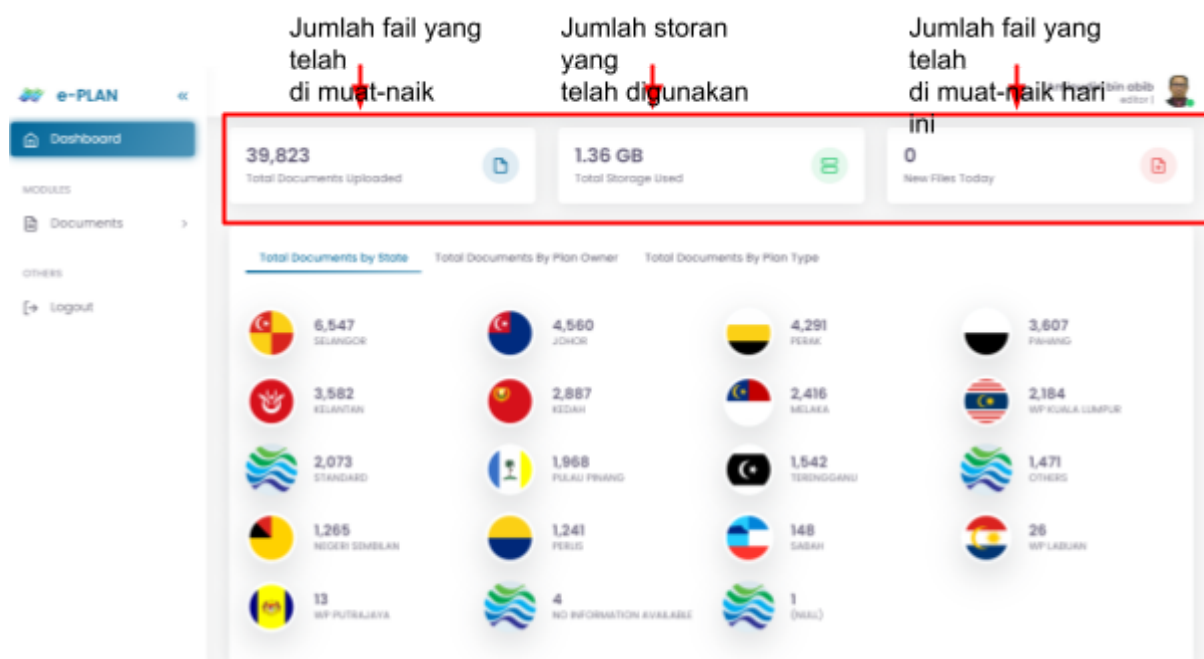 Jumlah fail yang
telah
di muat-naik
Jumlah storan
yang
telah digunakan
Jumlah fail yang
telah
di muat-naik hari
ini
e-PLAN
«
bin abib
editor |
Dashboard
MODULES
Documents
OTHERS
Logout
39,823
Total Documents Uploaded
1.36 GB
Total Storage Used
0
New Files Today
Total Documents by State
Total Documents By Plan Owner
Total Documents By Plan Type
6,547
SELANGOR
4,560
JOHOR
4,291
PERAK
3,607
PAHANG
3,582
KELANTAN
2,887
KEDAH
2,416
MELAKA
2,184
WP KUALA LUMPUR
2,073
STANDARD
1,968
PULAU PINANG
1,542
TERENGGANU
1,471
OTHERS
1,265
NEGERI SEMBILAN
1,241
PERLIS
148
SABAH
26
WP LABUAN
13
WP PUTRAJAYA
4
NO INFORMATION AVAILABLE
1
(NULL)